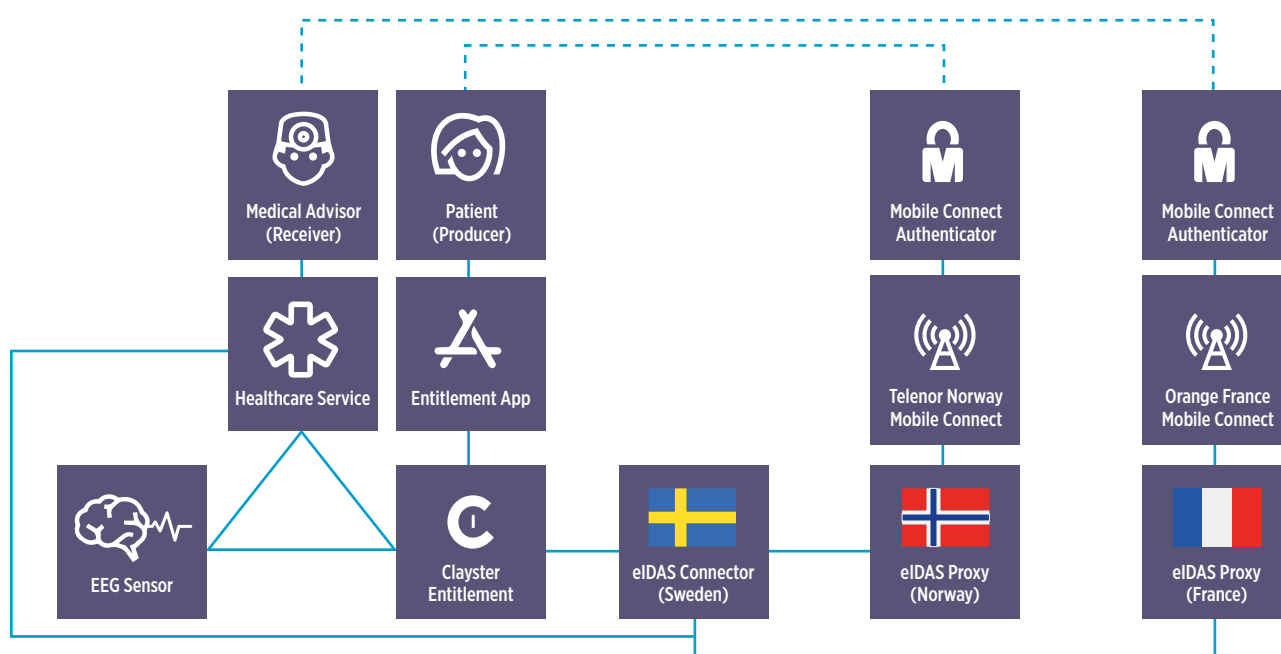 Medical Advisor
(Receiver)
Patient
(Producer)
Mobile Connect
Authenticator
Mobile Connect
Authenticator
Healthcare Service
Entitlement App
Telenor Norway
Mobile Connect
Orange France
Mobile Connect
EEG Sensor
Clayster
Entitlement
eIDAS Connector
(Sweden)
eIDAS Proxy
(Norway)
eIDAS Proxy
(France)